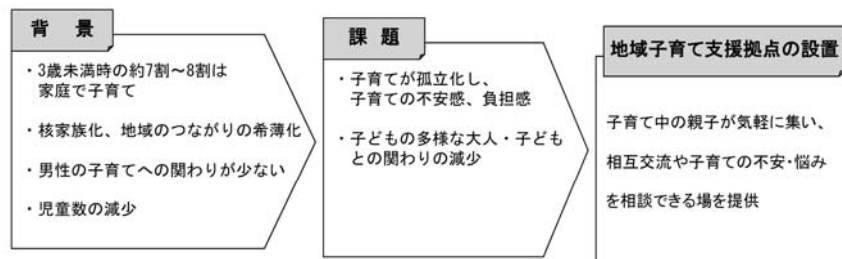 背　景
・3歳未満時の約7割～8割は
家庭で子育て
・核家族化、地域のつながりの希薄化
・男性の子育てへの関わりが少ない
・児童数の減少
課 題
・子育てが孤立化し、
子育ての不安感、負担感
・子どもの多様な大人・子ども
との関わりの減少
地域子育て支援拠点の設置
子育て中の親子が気軽に集い、
相互交流や子育ての不安・悩み
を相談できる場を提供